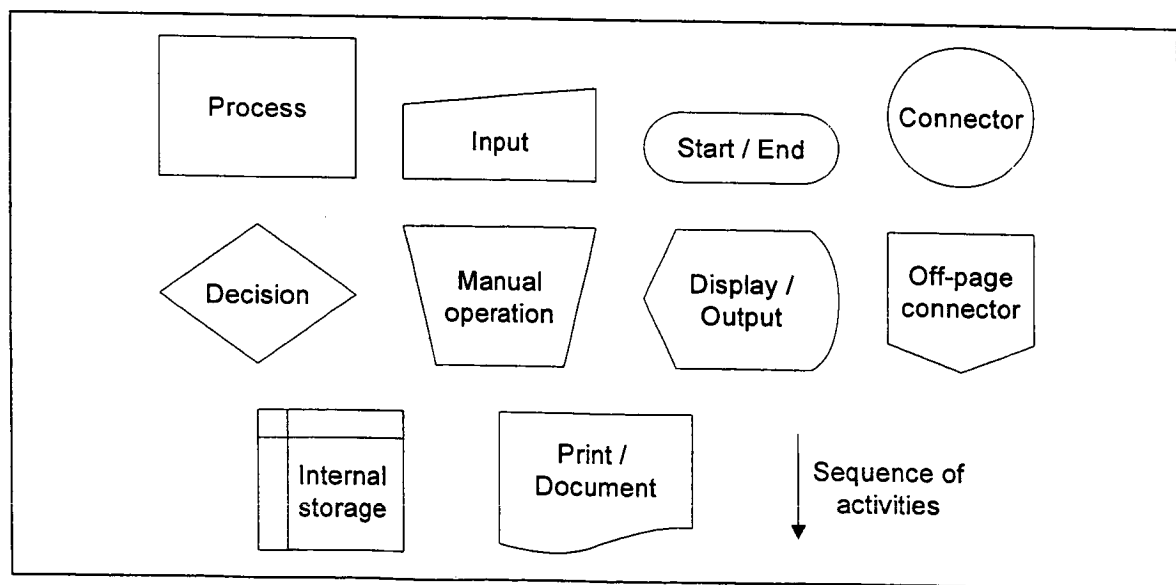 Process
Input
Start / End
Connector
Decision
Manual
operation
Display /
Output
Off-page
connector
Internal
storage
Print /
Document
Sequence of
activities